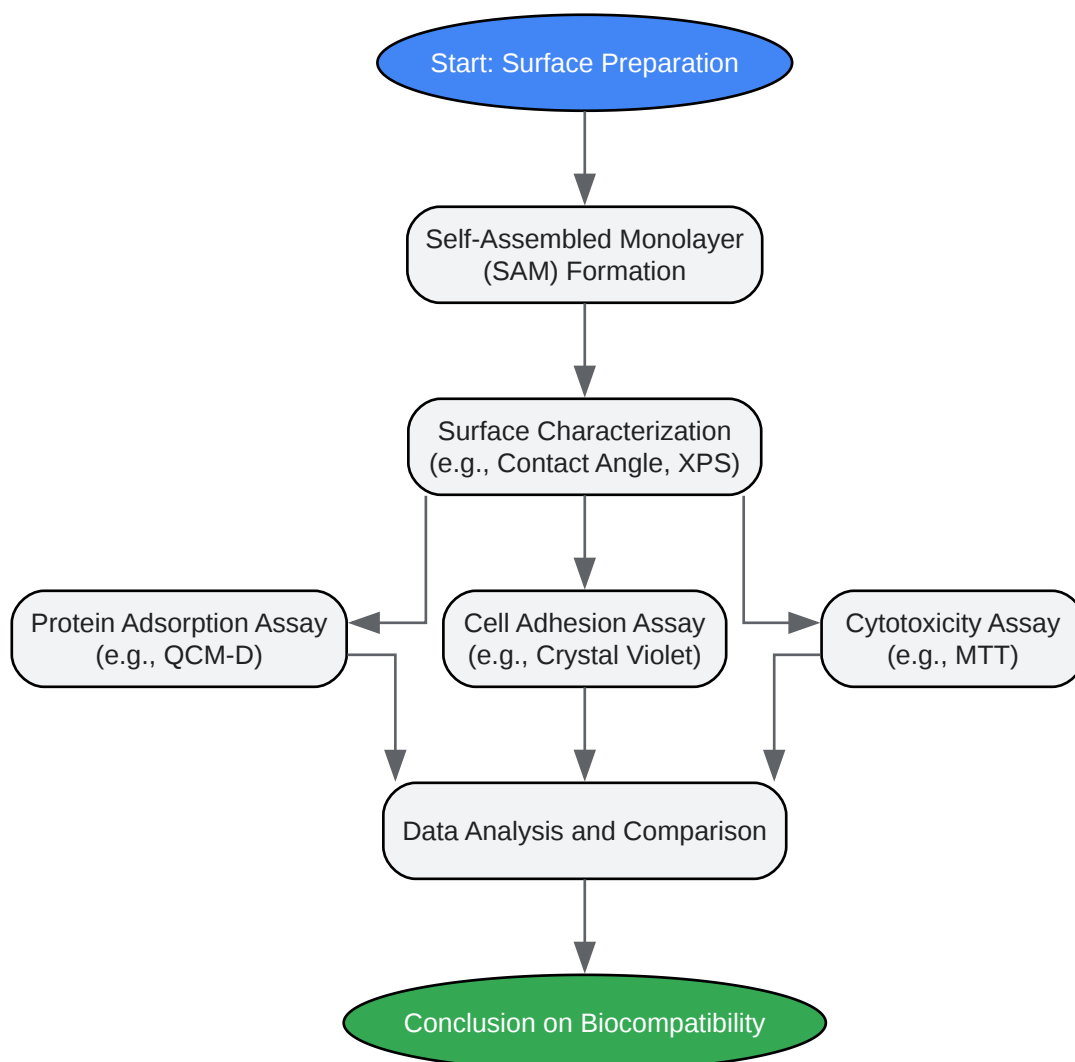 Start: Surface Preparation
Self-Assembled Monolayer
(SAM) Formation
Surface Characterization
(e.g., Contact Angle, XPS)
Protein Adsorption Assay
(e.g., QCM-D)
Cell Adhesion Assay
(e.g., Crystal Violet)
Cytotoxicity Assay
(e.g., MTT)
Data Analysis and Comparison
Conclusion on Biocompatibility